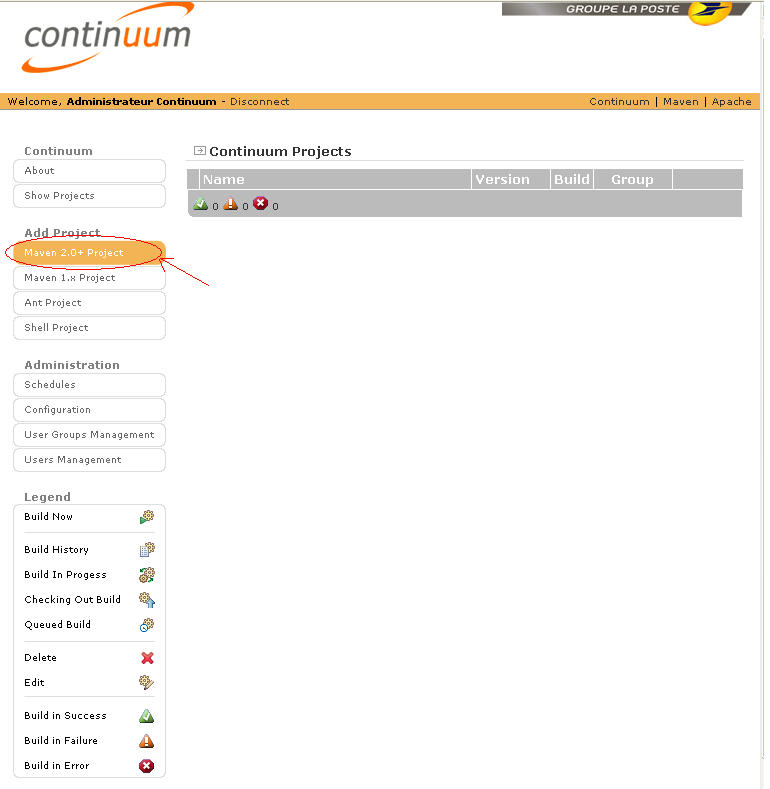 continuum
GROUPE LA POSTE
Welcome, Administrateur Continuum - Disconnect
Continuum | Maven | Apache
Continuum
About
Show Projects
Add Project
Maven 2.0+ Project
Maven 1.x Project
Ant Project
Shell Project
Administration
Schedules
Configuration
User Groups Management
Users Management
Legend
Build Now
Build History
Build In Progess
Checking Out Build
Queued Build
Delete
Edit
Build in Success
Build in Failure
Build in Error
Continuum Projects
Name Version Build Group
0 0 0